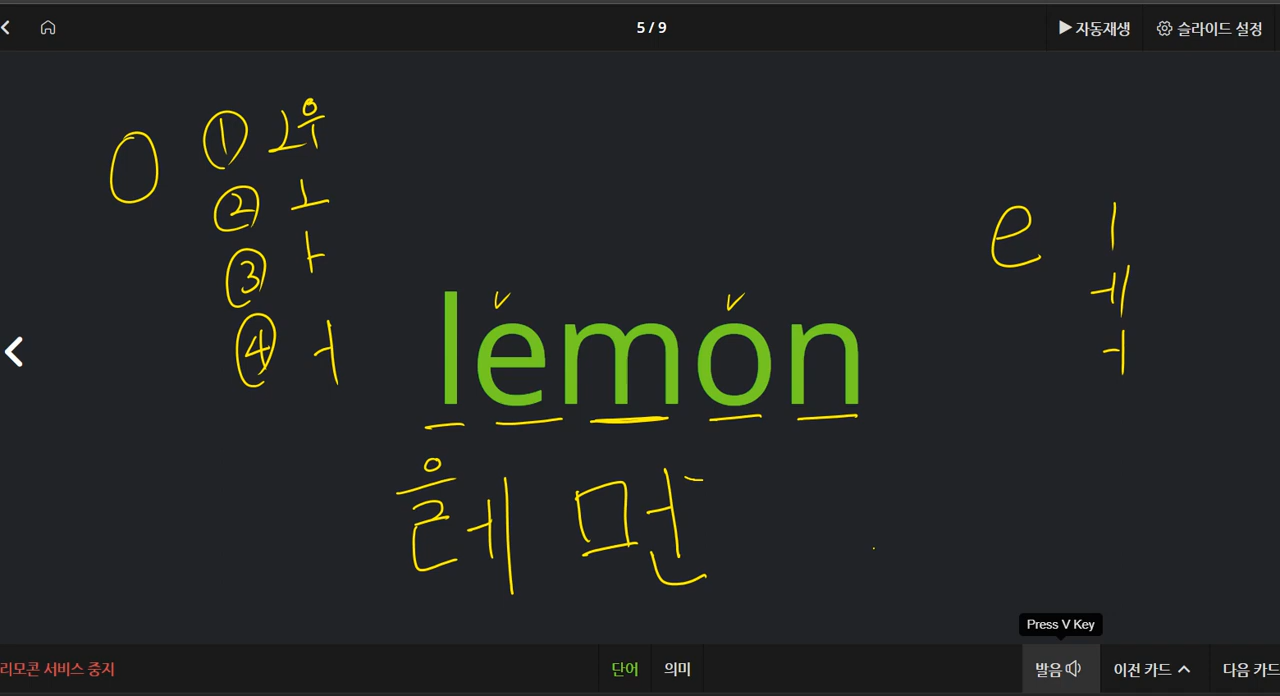 5 / 9
자동재생
슬라이드 설정
O
① ㅗ우
② ㅗ
③ ㅏ
④ ㅓ
e
ㅣ
ㅔ
ㅓ
lemon
으레 먼
Press V Key
리모콘 서비스 중지
단어
의미
발음
이전 카드
다음 카드